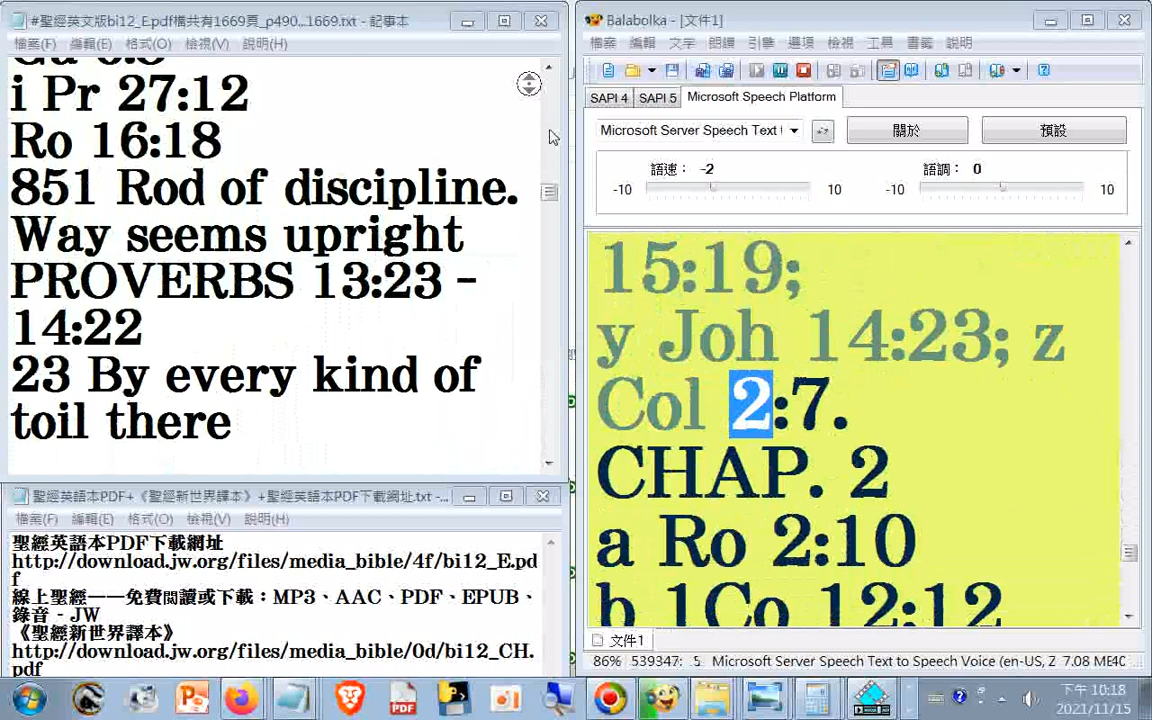 #聖經英文版bi12_E.pdf檔共有1669頁_p490...1669.txt - 記事本
檔案(F) 編輯(E) 格式(O) 檢視(V) 說明(H)
Ga 6:3
i Pr 27:12
Ro 16:18
851 Rod of discipline.
Way seems upright
PROVERBS 13:23 -
14:22
23 By every kind of
toil there
聖經英語本PDF+《聖經新世界譯本》+聖經英語本PDF下載網址.txt -...
檔案(F) 編輯(E) 格式(O) 檢視(V) 說明(H)
聖經英語本PDF下載網址
http://download.jw.org/files/media_bible/4f/bi12_E.pd
f
線上聖經——免費閱讀或下載：MP3、AAC、PDF、EPUB、
錄音 - JW
《聖經新世界譯本》
http://download.jw.org/files/media_bible/0d/bi12_CH.
pdf
Balabolka - [文件1]
檔案 編輯 文字 朗讀 引擎 選項 檢視 工具 書籤 說明
SAPI 4 SAPI 5 Microsoft Speech Platform
Microsoft Server Speech Text 關於 預設
語速： -2 語調： 0
-10 10 -10 10
15:19;
y Joh 14:23; z
Col 2:7.
CHAP. 2
a Ro 2:10
b 1Co 12:12
文件1
86% 539347: .5 Microsoft Server Speech Text to Speech Voice (en-US, Z 7.08 ME4C
PDF
下午 10:18
2021/11/15